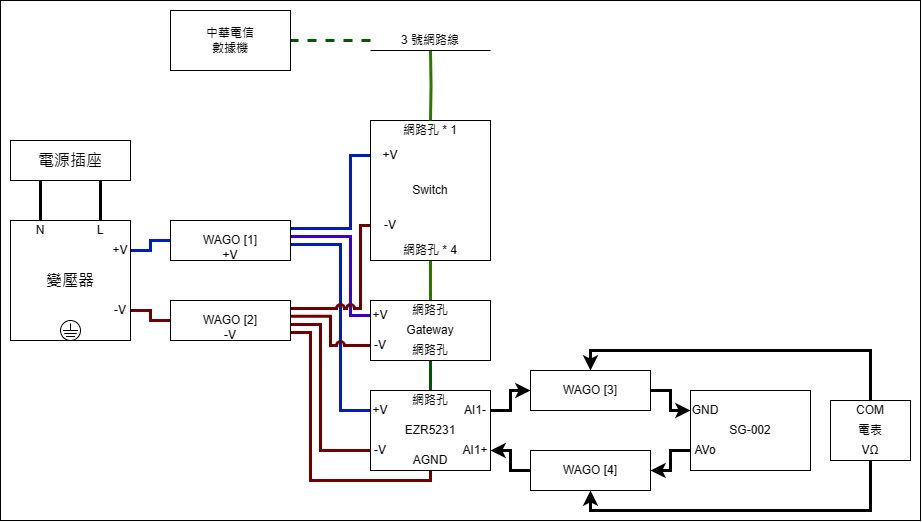 中華電信
數據機
3 號網路線
網路孔 * 1
+V
Switch
-V
網路孔 * 4
電源插座
N
L
+V
變壓器
-V
WAGO [1]
+V
WAGO [2]
-V
網路孔
+V
Gateway
-V
網路孔
網路孔
+V
AI1-
EZR5231
-V
AI1+
AGND
WAGO [3]
WAGO [4]
GND
SG-002
AVo
COM
電表
VΩ